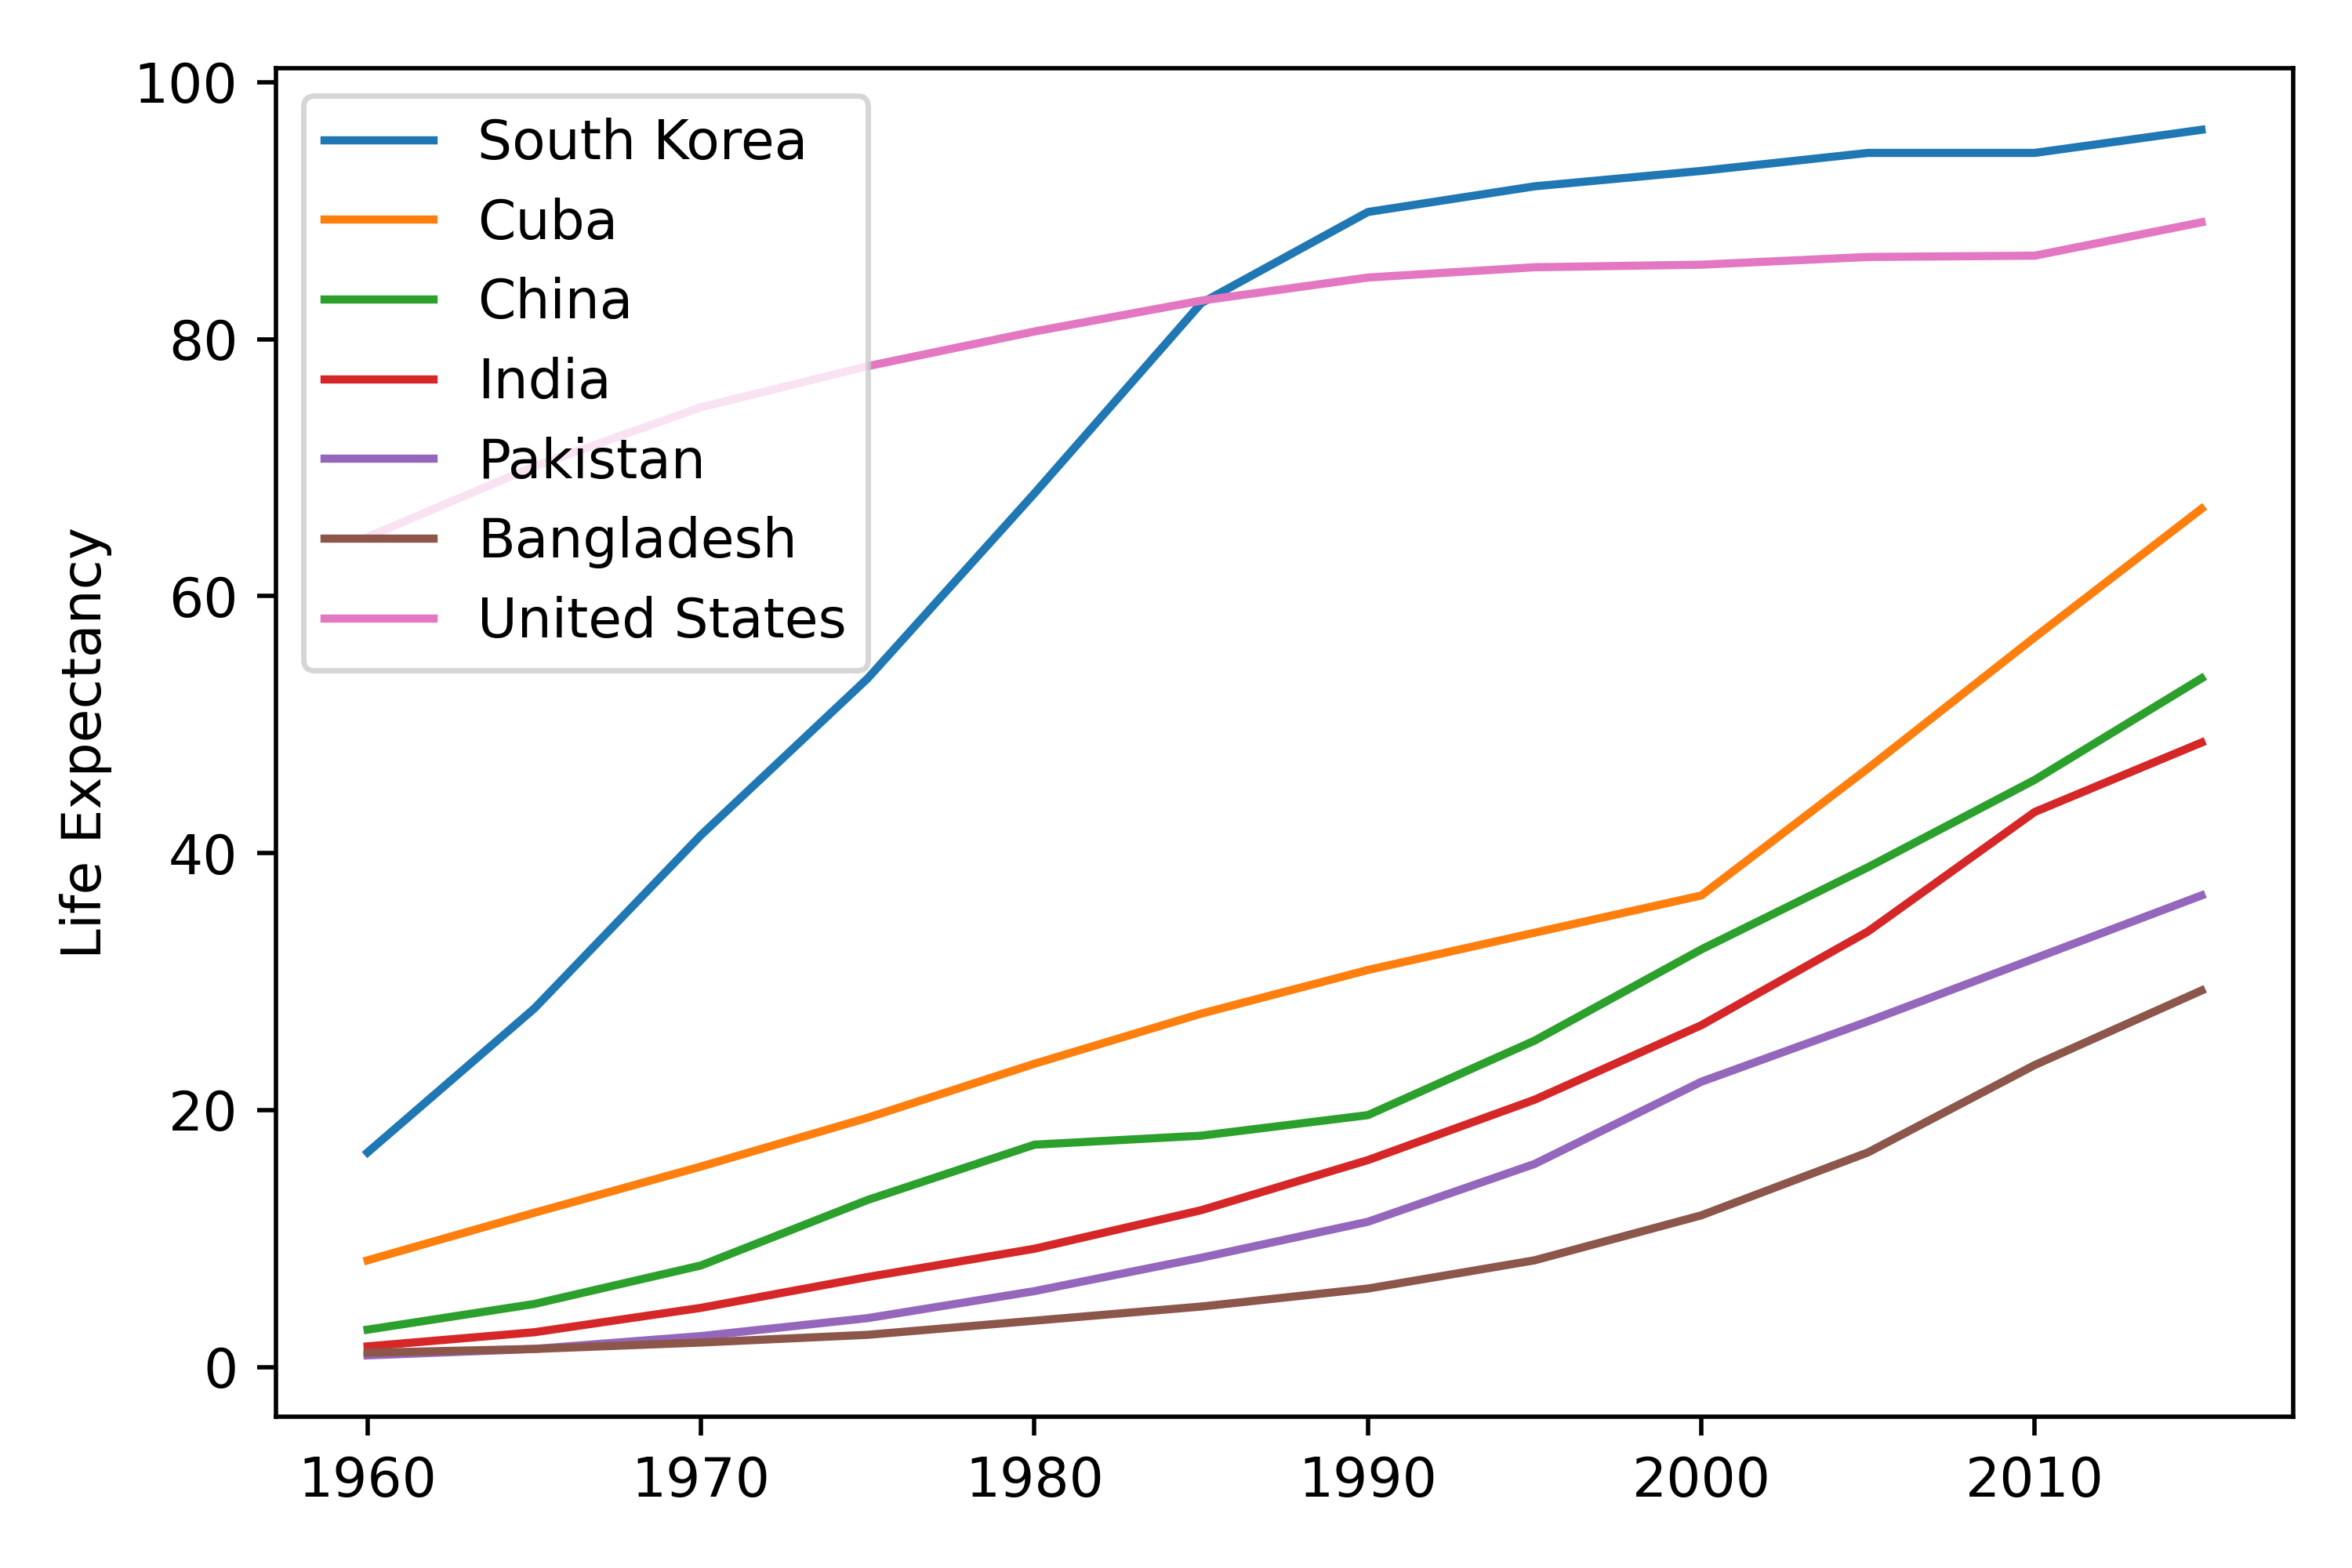 100
80
60
40
20
0
Life Expectancy
South Korea
Cuba
China
India
Pakistan
Bangladesh
United States
1960 1970 1980 1990 2000 2010